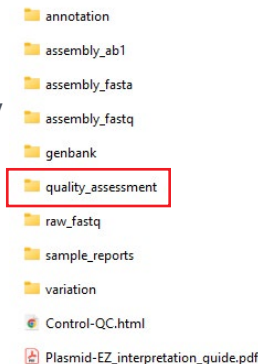 annotation
assembly_ab1
assembly_fasta
assembly_fastq
genbank
quality_assessment
raw_fastq
sample_reports
variation
Control-QC.html
Plasmid-EZ_interpretation_guide.pdf